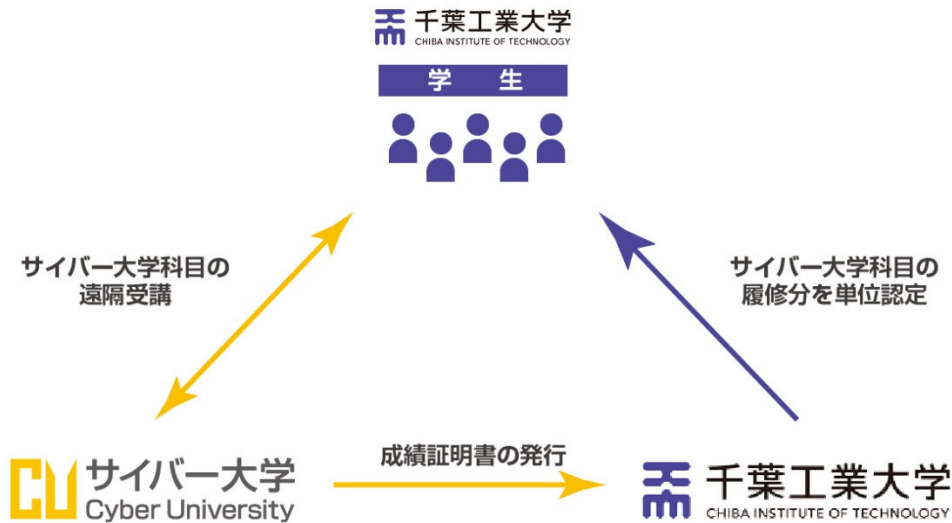 千葉工業大学
CHIBA INSTITUTE OF TECHNOLOGY
学 生
サイバー大学科目の
遠隔受講
サイバー大学科目の
履修分を単位認定
成績証明書の発行
CU サイバー大学
Cyber University
千葉工業大学
CHIBA INSTITUTE OF TECHNOLOGY